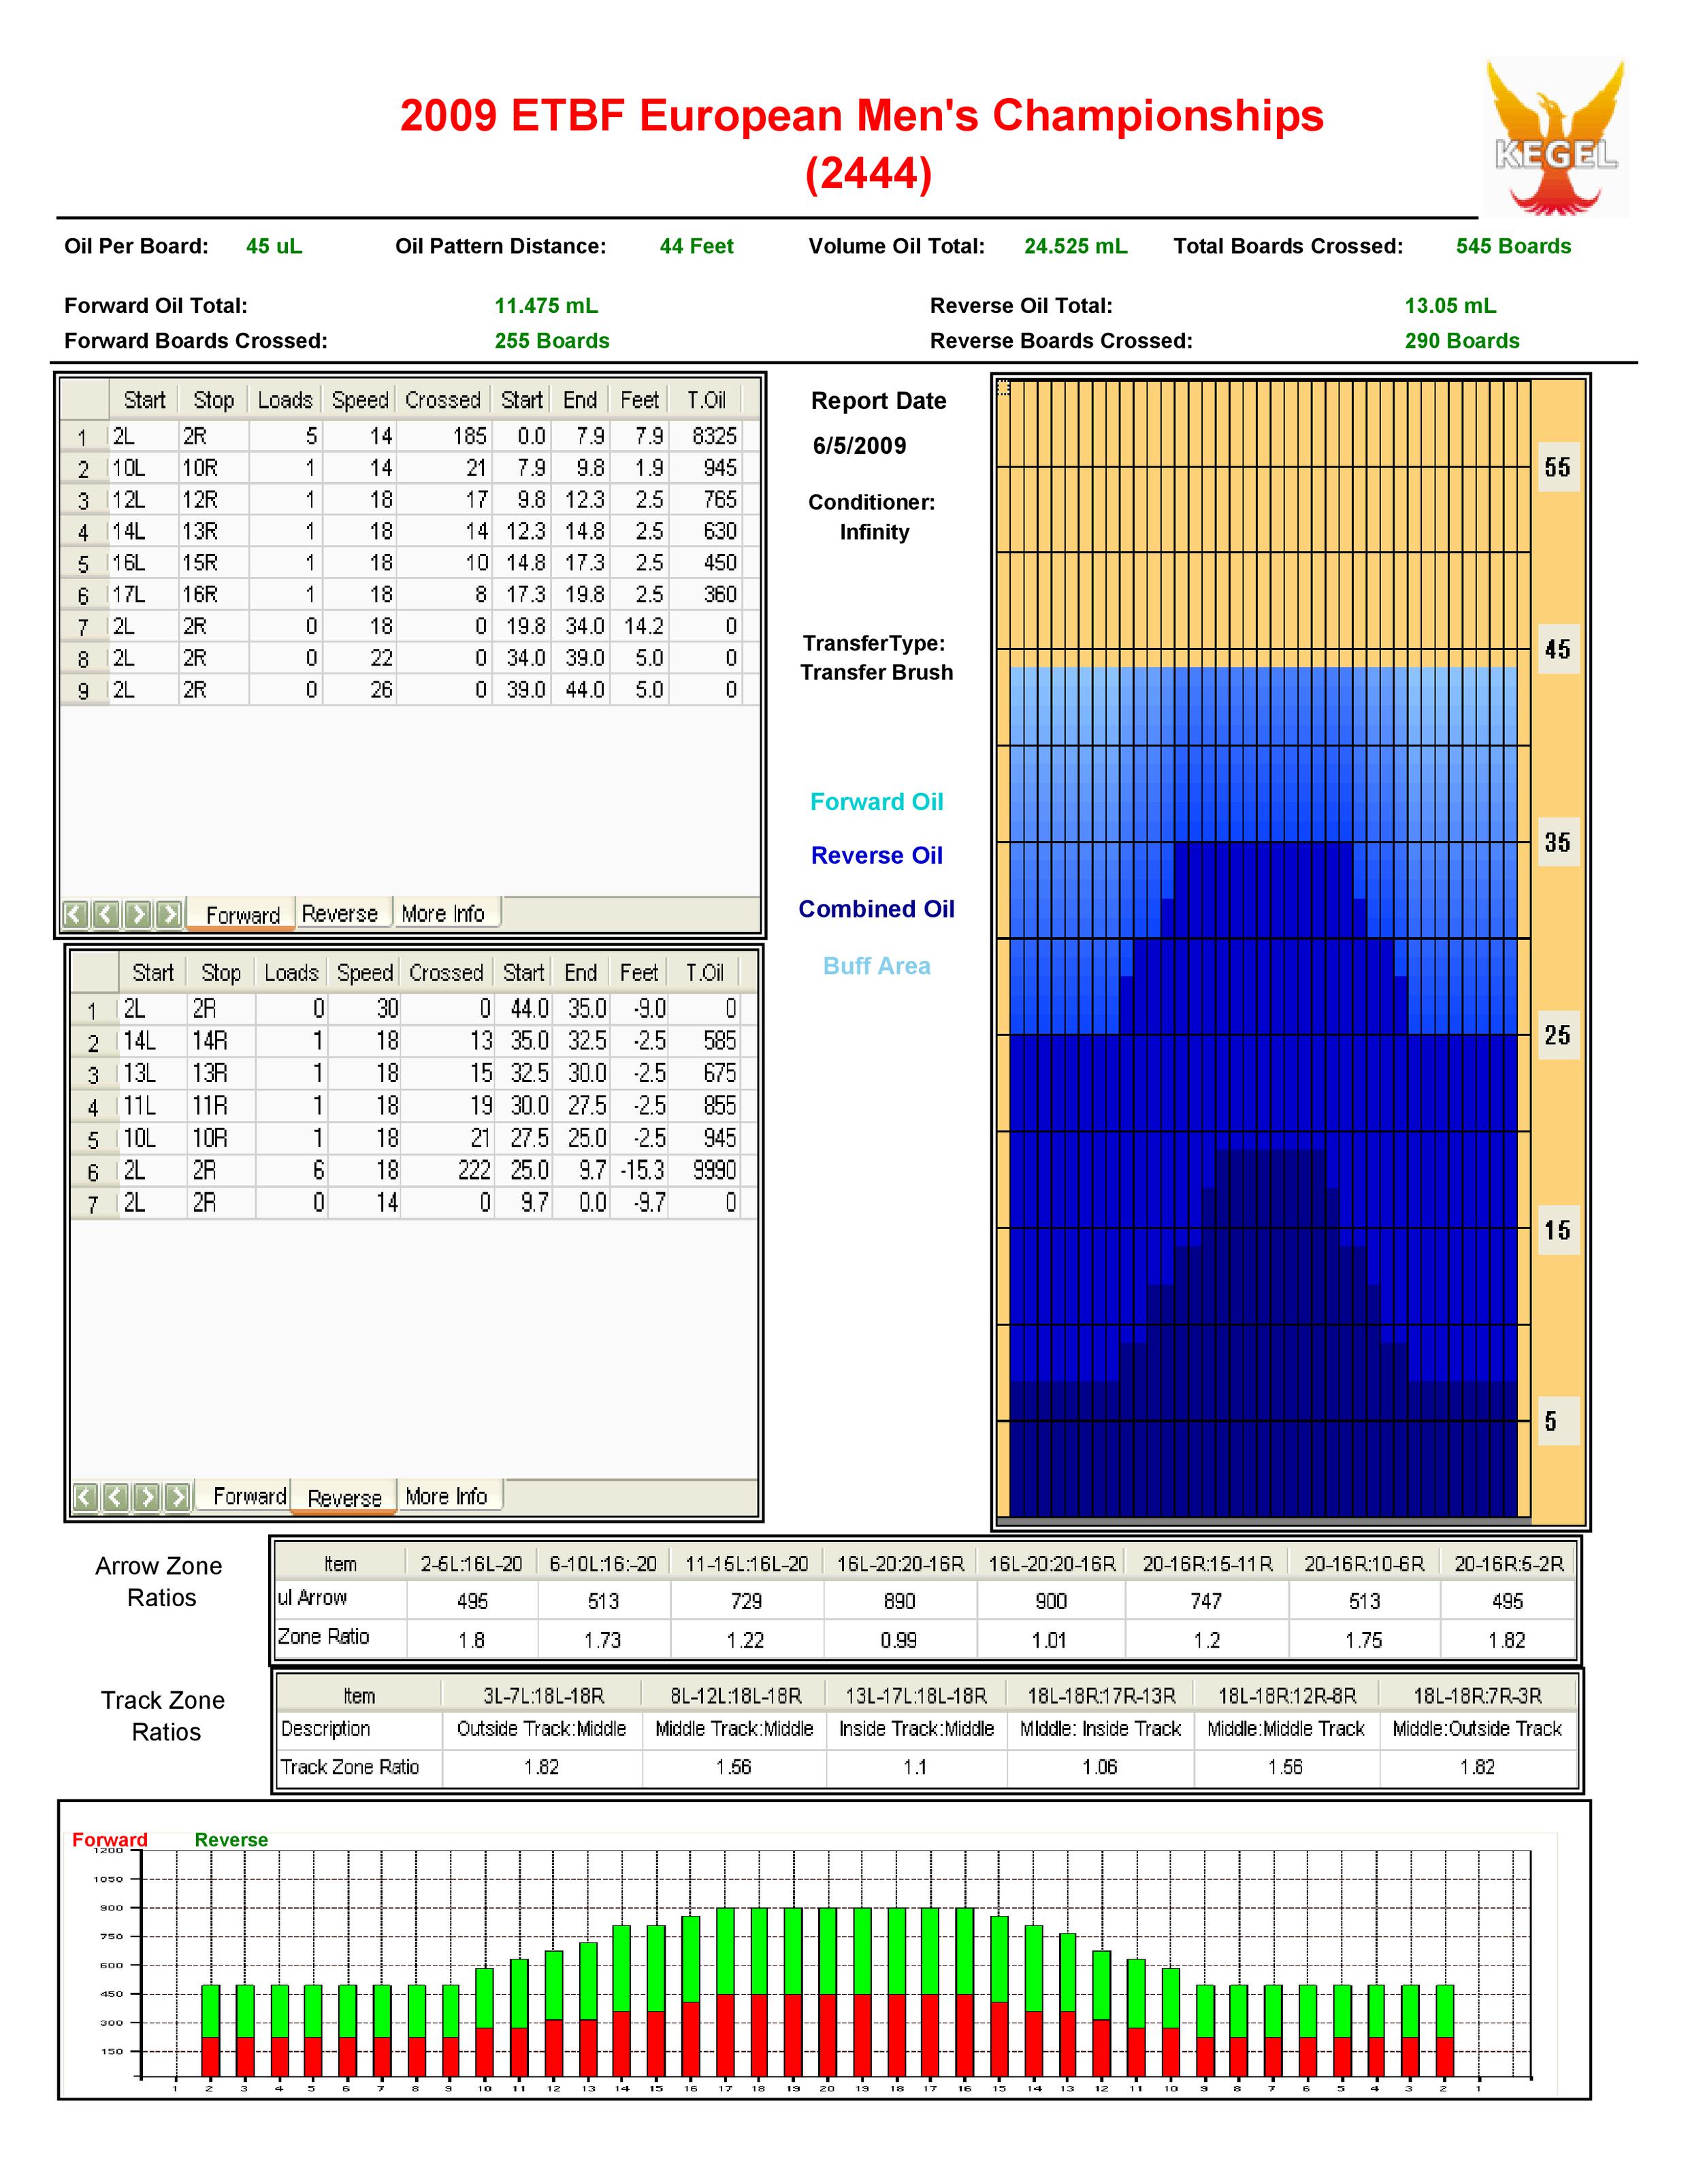 2009 ETBF European Men's Championships
(2444)
KEGEL
Oil Per Board: 45 uL Oil Pattern Distance: 44 Feet Volume Oil Total: 24.525 mL Total Boards Crossed: 545 Boards
Forward Oil Total: 11.475 mL Reverse Oil Total: 13.05 mL
Forward Boards Crossed: 255 Boards Reverse Boards Crossed: 290 Boards
Start Stop Loads Speed Crossed Start End Feet T.Oil
1 2L 2R 5 14 185 0.0 7.9 7.9 8325
2 10L 10R 1 14 21 7.9 9.8 1.9 945
3 12L 12R 1 18 17 9.8 12.3 2.5 765
4 14L 13R 1 18 14 12.3 14.8 2.5 630
5 16L 15R 1 18 10 14.8 17.3 2.5 450
6 17L 16R 1 18 8 17.3 19.8 2.5 360
7 2L 2R 0 18 0 19.8 34.0 14.2 0
8 2L 2R 0 22 0 34.0 39.0 5.0 0
9 2L 2R 0 26 0 39.0 44.0 5.0 0
Forward Reverse More Info
Start Stop Loads Speed Crossed Start End Feet T.Oil
1 2L 2R 0 30 0 44.0 35.0 -9.0 0
2 14L 14R 1 18 13 35.0 32.5 -2.5 585
3 13L 13R 1 18 15 32.5 30.0 -2.5 675
4 11L 11R 1 18 19 30.0 27.5 -2.5 855
5 10L 10R 1 18 21 27.5 25.0 -2.5 945
6 2L 2R 6 18 222 25.0 9.7 -15.3 9990
7 2L 2R 0 14 0 9.7 0.0 -9.7 0
Forward Reverse More Info
Report Date
6/5/2009
Conditioner:
Infinity
TransferType:
Transfer Brush
Forward Oil
Reverse Oil
Combined Oil
Buff Area
55
45
35
25
15
5
Arrow Zone
Ratios
Item 2-5L:16L-20 6-10L:16:-20 11-15L:16L-20 16L-20:20-16R 16L-20:20-16R 20-16R:15-11R 20-16R:10-6R 20-16R:5-2R
ul Arrow 495 513 729 890 900 747 513 495
Zone Ratio 1.8 1.73 1.22 0.99 1.01 1.2 1.75 1.82
Track Zone
Ratios
Item 3L-7L:18L-18R 8L-12L:18L-18R 13L-17L:18L-18R 18L-18R:17R-13R 18L-18R:12R-8R 18L-18R:7R-3R
Description Outside Track:Middle Middle Track:Middle Inside Track:Middle MIddle: Inside Track Middle:Middle Track Middle:Outside Track
Track Zone Ratio 1.82 1.56 1.1 1.06 1.56 1.82
Forward Reverse
1200
1050
900
750
600
450
300
150
1 2 3 4 5 6 7 8 9 10 11 12 13 14 15 16 17 18 19 20 19 18 17 16 15 14 13 12 11 10 9 8 7 6 5 4 3 2 1